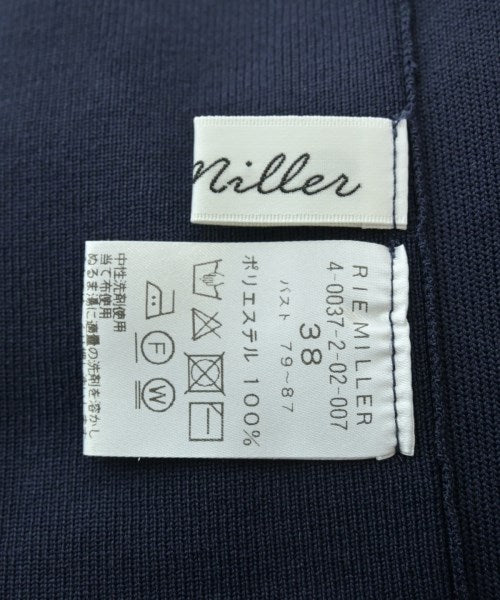 Miller
RIEMILLER
4-0037-2-02-007
38
バスト 79~87
ポリエステル 100%
F
W
中性洗剤使用
当て布使用
ぬるま湯に適量の洗剤を溶かし